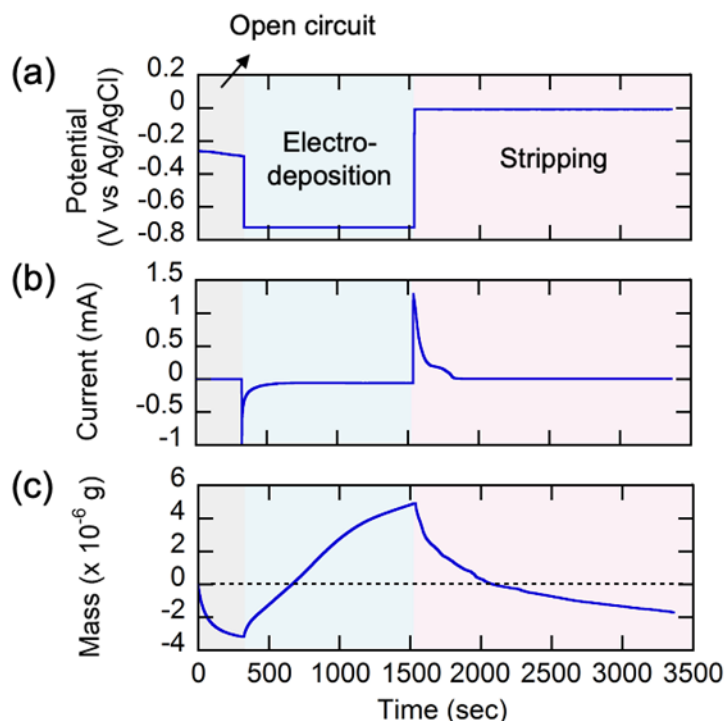 Open circuit
(a)
0.2
0
-0.2
-0.4
-0.6
-0.8
Potential
(V vs Ag/AgCl)
Electro-
deposition
Stripping
(b)
1.5
1
0.5
0
-0.5
-1
Current (mA)
(c)
6
4
2
0
-2
-4
Mass (x 10⁻⁶ g)
0 500 1000 1500 2000 2500 3000 3500
Time (sec)